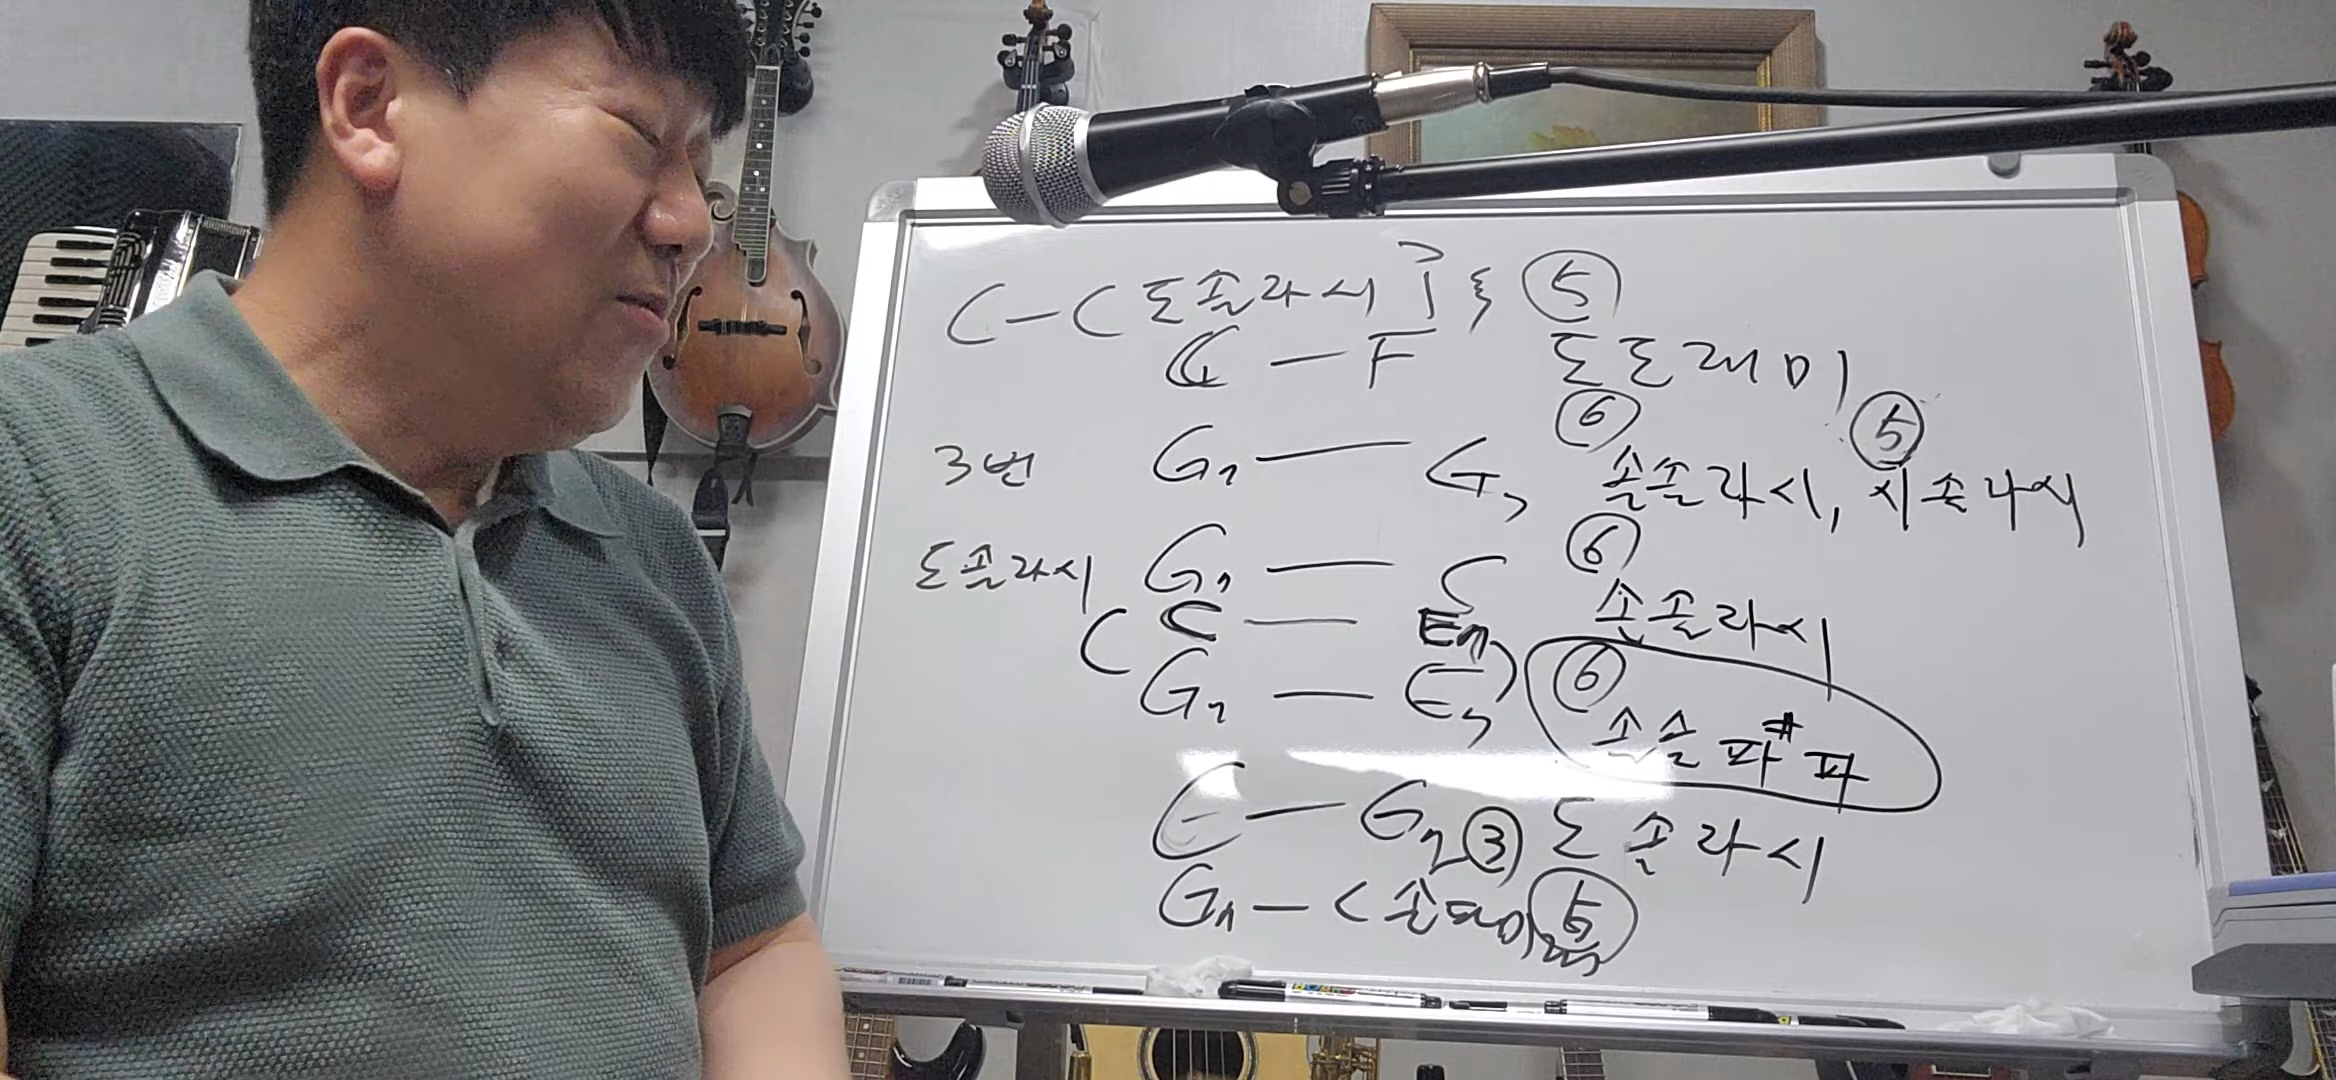 C — C 도솔라시 도 ⑤
C — F 도도레미
⑥ ⑤
3번 G7 — G7 솔솔라시, 시솔라시
⑥
도솔라시 G7 — C 솔솔라시
( C — Em )
G7 — E7 ⑥ 솔솔파#파
C — G7 ③ 도솔라시
G7 — C 솔파미 ⑤